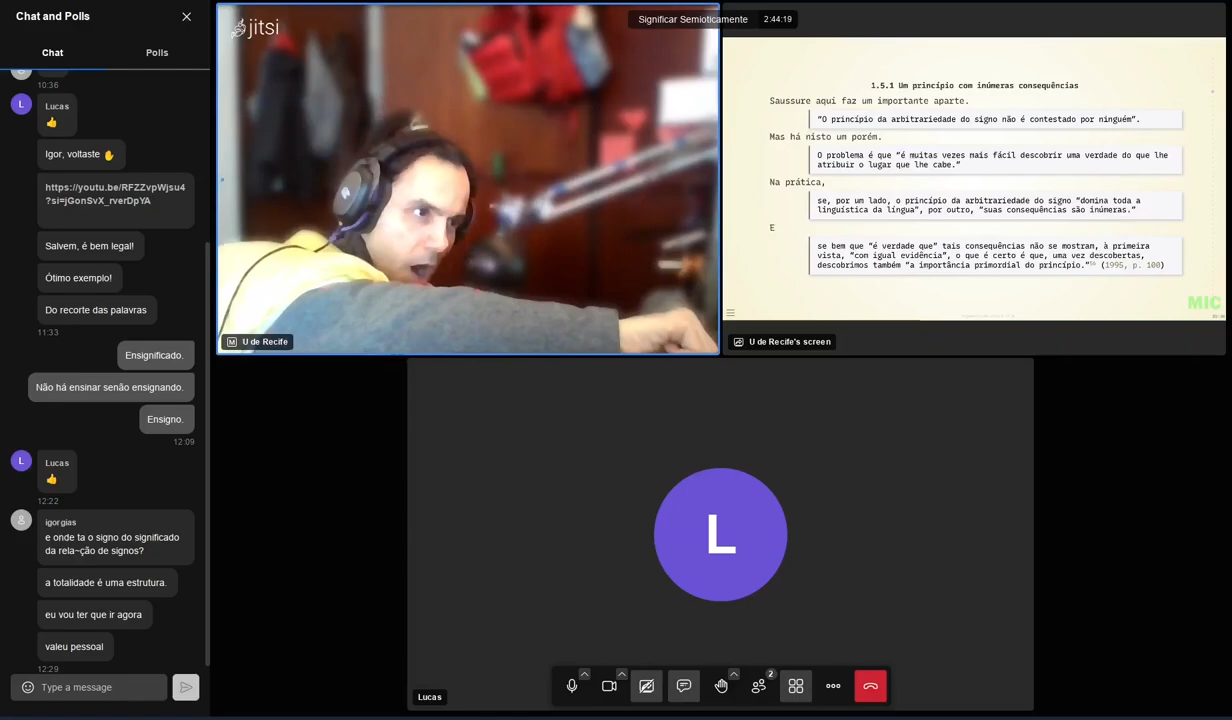 Chat and Polls
Chat
Polls
10:36
L
Lucas
👍
Igor, voltaste ✋
https://youtu.be/RFZZvpWjsu4
?si=jGonSvX_rverDpYA
Salvem, é bem legal!
Ótimo exemplo!
Do recorte das palavras
11:33
Ensignificado.
Não há ensinar senão ensignando.
Ensigno.
12:09
L
Lucas
👍
12:22
igorgias
e onde ta o signo do significado
da rela~ção de signos?
a totalidade é uma estrutura.
eu vou ter que ir agora
valeu pessoal
12:29
Type a message
jitsi
Significar Semioticamente
2:44:19
M
U de Recife
1.5.1 Um princípio com inúmeras consequências
Saussure aqui faz um importante aparte.
"O princípio da arbitrariedade do signo não é contestado por ninguém".
Mas há nisto um porém.
O problema é que "é muitas vezes mais fácil descobrir uma verdade do que lhe
atribuir o lugar que lhe cabe."
Na prática,
se, por um lado, o princípio da arbitrariedade do signo "domina toda a
linguística da língua", por outro, "suas consequências são inúmeras."
E
se bem que "é verdade que" tais consequências não se mostram, à primeira
vista, "com igual evidência", o que é certo é que, uma vez descobertas,
descobrimos também "a importância primordial do princípio." (1995, p. 100)
MIC
U de Recife's screen
L
Lucas
2